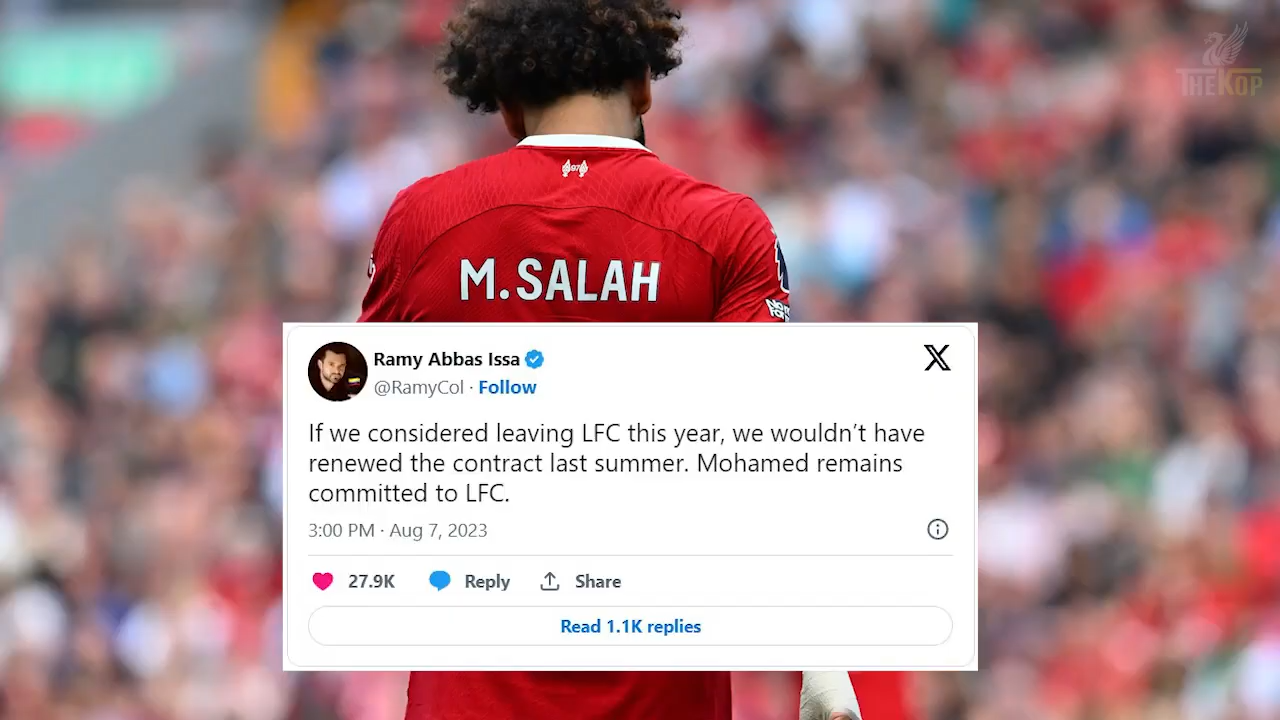 THEKOP
97
M.SALAH
Ramy Abbas Issa
@RamyCol · Follow
If we considered leaving LFC this year, we wouldn’t have
renewed the contract last summer. Mohamed remains
committed to LFC.
3:00 PM · Aug 7, 2023
27.9K Reply Share
Read 1.1K replies